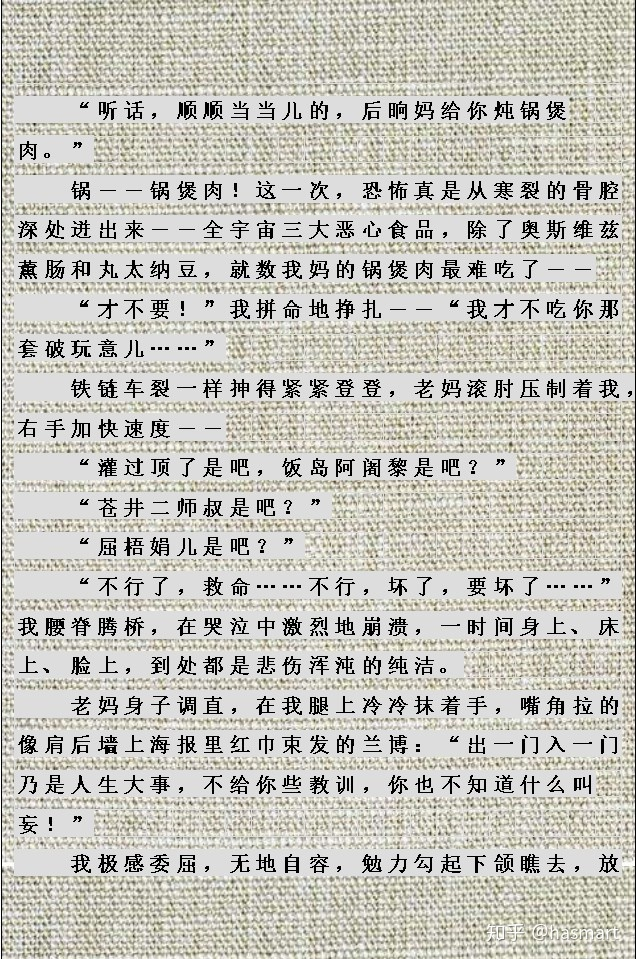 “听话，顺顺当当儿的，后晌妈给你炖锅煲
肉。”
锅——锅煲肉！这一次，恐怖真是从寒裂的骨腔
深处迸出来——全宇宙三大恶心食品，除了奥斯维兹
薰肠和丸太纳豆，就数我妈的锅煲肉最难吃了——
“才不要！”我拼命地挣扎——“我才不吃你那
套破玩意儿……”
铁链车裂一样抻得紧紧登登，老妈滚肘压制着我，
右手加快速度——
“灌过顶了是吧，饭岛阿阇黎是吧？”
“苍井二师叔是吧？”
“屈梧娟儿是吧？”
“不行了，救命……不行，坏了，要坏了……”
我腰脊腾桥，在哭泣中激烈地崩溃，一时间身上、床
上、脸上，到处都是悲伤浑沌的纯洁。
老妈身子调直，在我腿上冷冷抹着手，嘴角拉的
像肩后墙上海报里红巾束发的兰博：“出一门入一门
乃是人生大事，不给你些教训，你也不知道什么叫
妄！”
我极感委屈，无地自容，勉力勾起下颌瞧去，放
知乎 @hasmart